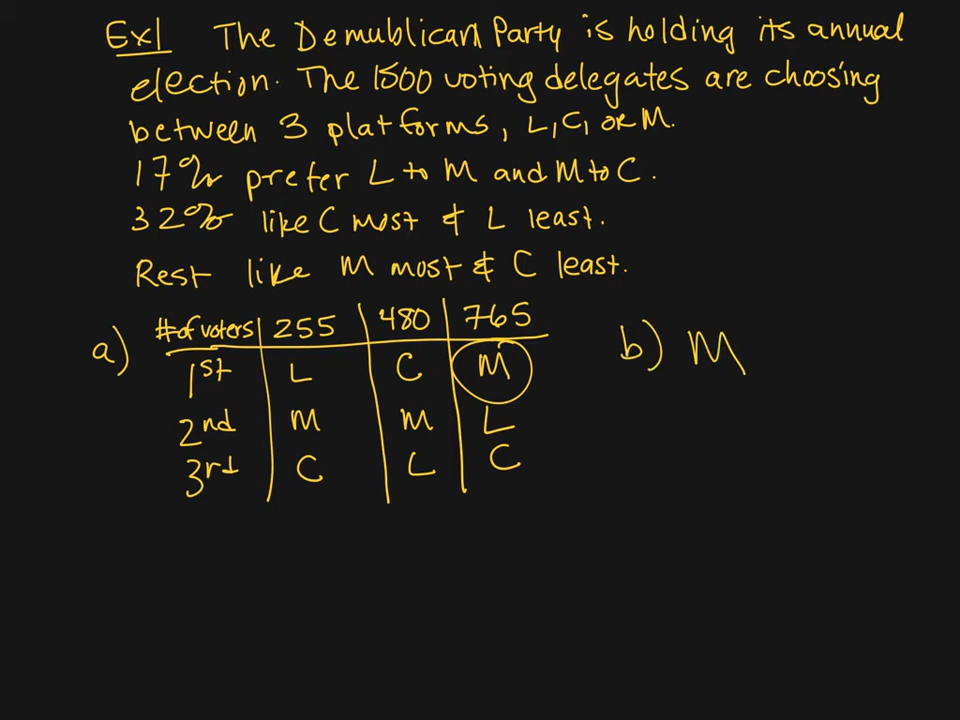 Ex1 The Demublican Party is holding its annual
election. The 1500 voting delegates are choosing
between 3 platforms, L, C, or M.
17% prefer L to M and M to C.
32% like C most & L least.
Rest like M most & C least.
a) # of voters 255 480 765 b) M
1st L C M
2nd M M L
3rd C L C